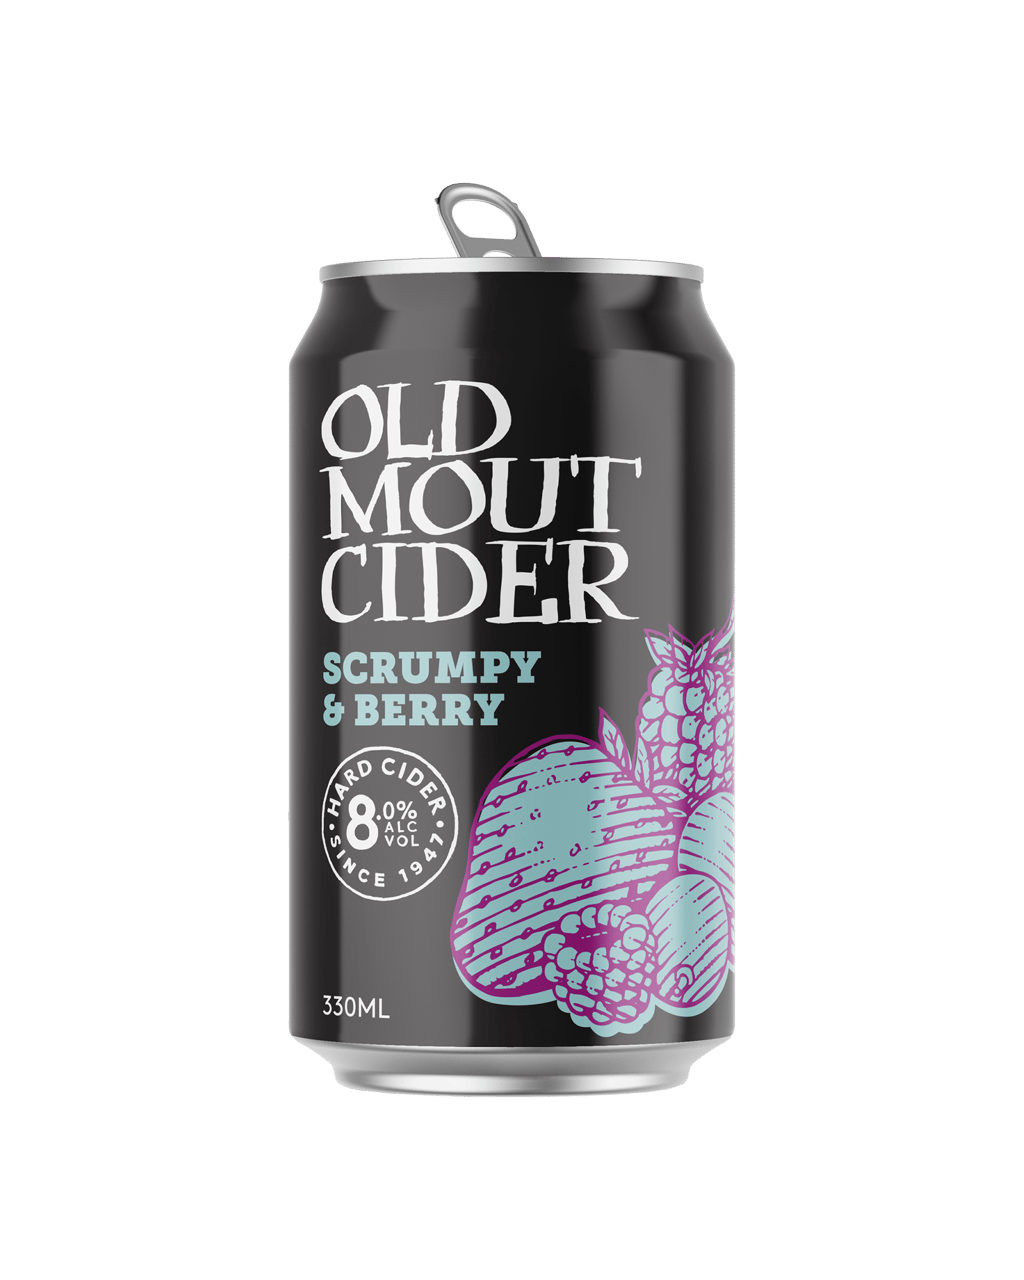 OLD
MOUT
CIDER
SCRUMPY
& BERRY
• HARD CIDER •
8.0%
ALC
VOL
SINCE 1947
330ML